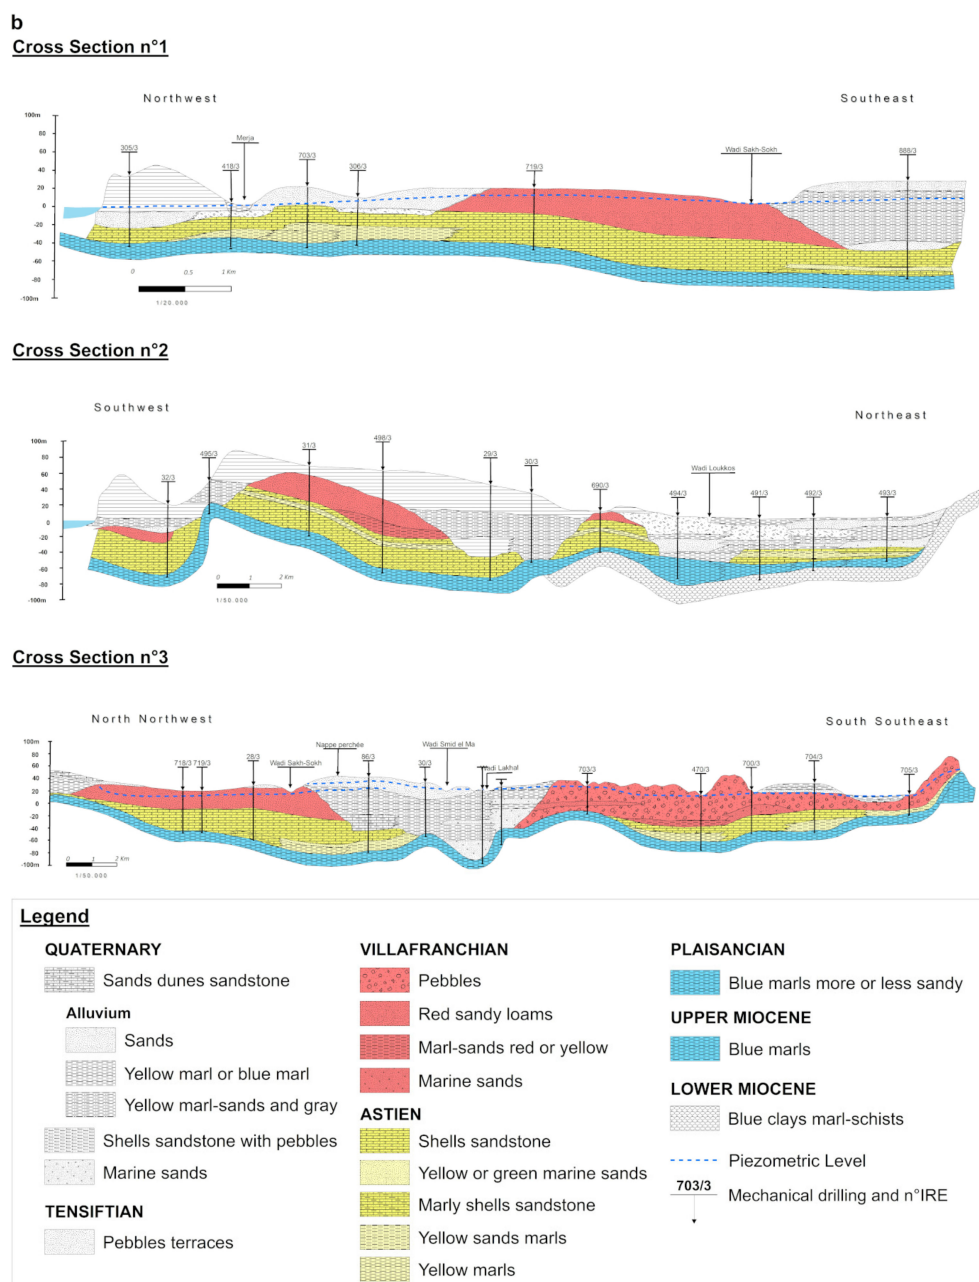 b
Cross Section n°1
Northwest
Southeast
100m
80
60
40
20
0
-20
-40
-60
-80
-100m
305/3
418/3
Merja
703/3
306/3
719/3
Wadi Sakh-Sokh
888/3
0 0.5 1 Km
1/20.000
Cross Section n°2
Southwest
Northeast
100m
80
60
40
20
0
-20
-40
-60
-80
-100m
32/3
495/3
31/3
498/3
29/3
30/3
690/3
494/3
Wadi Loukkos
491/3
492/3
493/3
0 1 2 Km
1/50.000
Cross Section n°3
North Northwest
South Southeast
100m
80
60
40
20
0
-20
-40
-60
-80
-100m
718/3
719/3
28/3
Wadi Sakh-Sokh
Nappe perchée
86/3
30/3
Wadi Smid el Ma
Wadi Lakhal
703/3
470/3
700/3
704/3
705/3
0 1 2 Km
1/50.000
Legend
QUATERNARY
Sands dunes sandstone
Alluvium
Sands
Yellow marl or blue marl
Yellow marl-sands and gray
Shells sandstone with pebbles
Marine sands
TENSIFTIAN
Pebbles terraces
VILLAFRANCHIAN
Pebbles
Red sandy loams
Marl-sands red or yellow
Marine sands
ASTIEN
Shells sandstone
Yellow or green marine sands
Marly shells sandstone
Yellow sands marls
Yellow marls
PLAISANCIAN
Blue marls more or less sandy
UPPER MIOCENE
Blue marls
LOWER MIOCENE
Blue clays marl-schists
Piezometric Level
703/3
Mechanical drilling and n°IRE